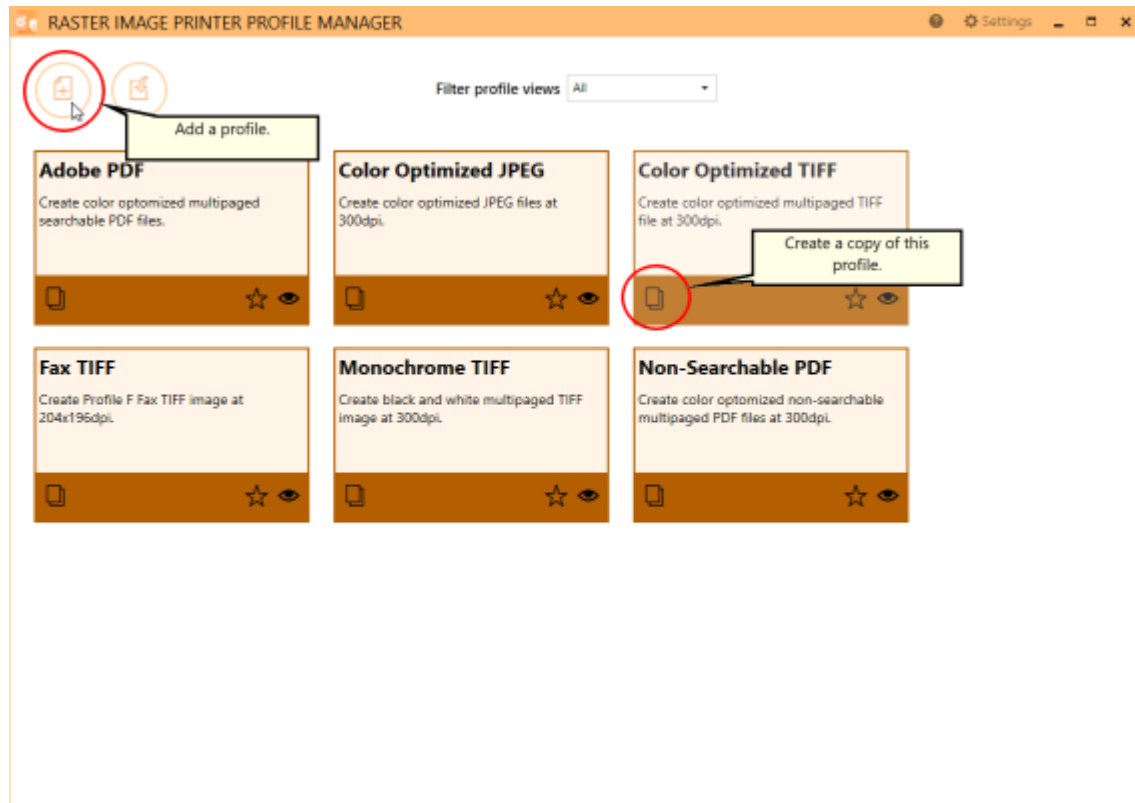 RASTER IMAGE PRINTER PROFILE MANAGER
Settings
Filter profile views All
Add a profile.
Adobe PDF
Create color optomized multipaged
searchable PDF files.
Color Optimized JPEG
Create color optimized JPEG files at
300dpi.
Color Optimized TIFF
Create color optimized multipaged TIFF
file at 300dpi.
Create a copy of this
profile.
Fax TIFF
Create Profile F Fax TIFF image at
204x196dpi.
Monochrome TIFF
Create black and white multipaged TIFF
image at 300dpi.
Non-Searchable PDF
Create color optomized non-searchable
multipaged PDF files at 300dpi.